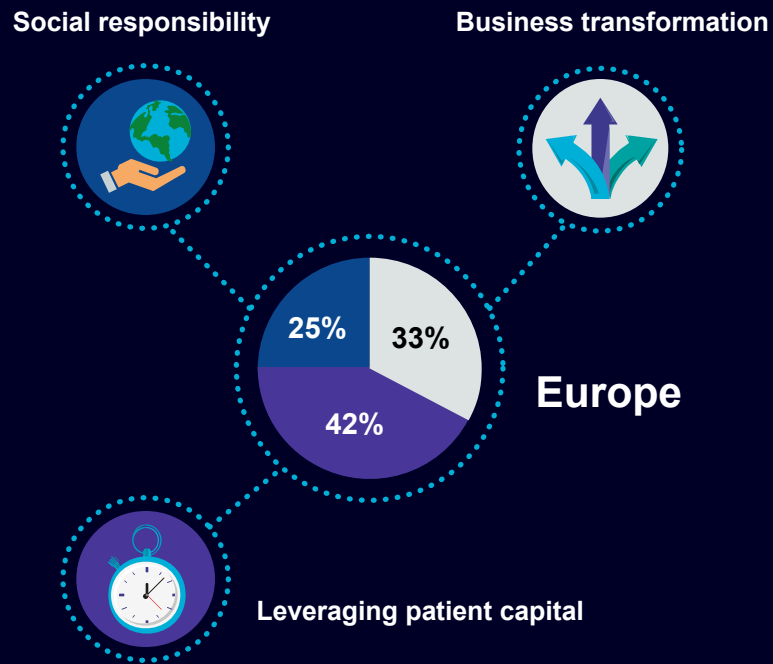 Social responsibility
Business transformation
25%
33%
42%
Europe
Leveraging patient capital